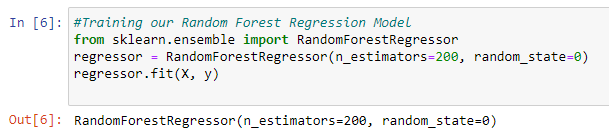 In [6]: #Training our Random Forest Regression Model
from sklearn.ensemble import RandomForestRegressor
regressor = RandomForestRegressor(n_estimators=200, random_state=0)
regressor.fit(X, y)
Out[6]: RandomForestRegressor(n_estimators=200, random_state=0)